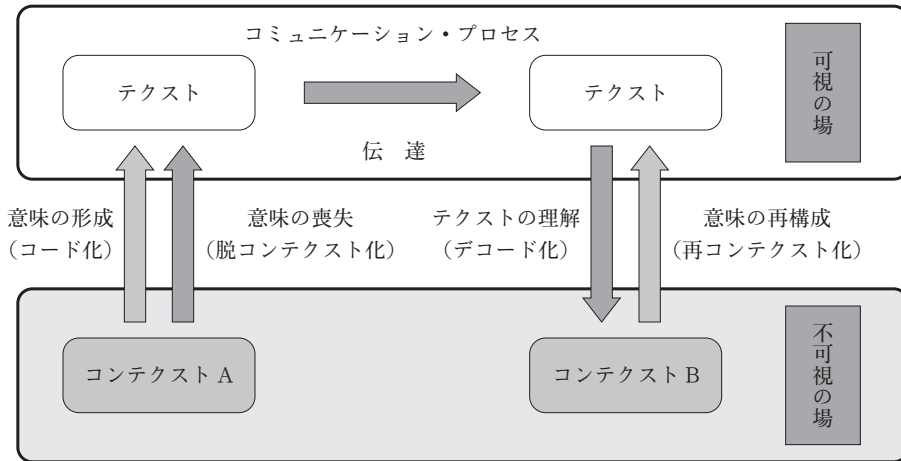 コミュニケーション・プロセス
テクスト
テクスト
可視の場
伝　達
意味の形成
（コード化）
意味の喪失
（脱コンテクスト化）
テクストの理解
（デコード化）
意味の再構成
（再コンテクスト化）
コンテクスト A
コンテクスト B
不可視の場